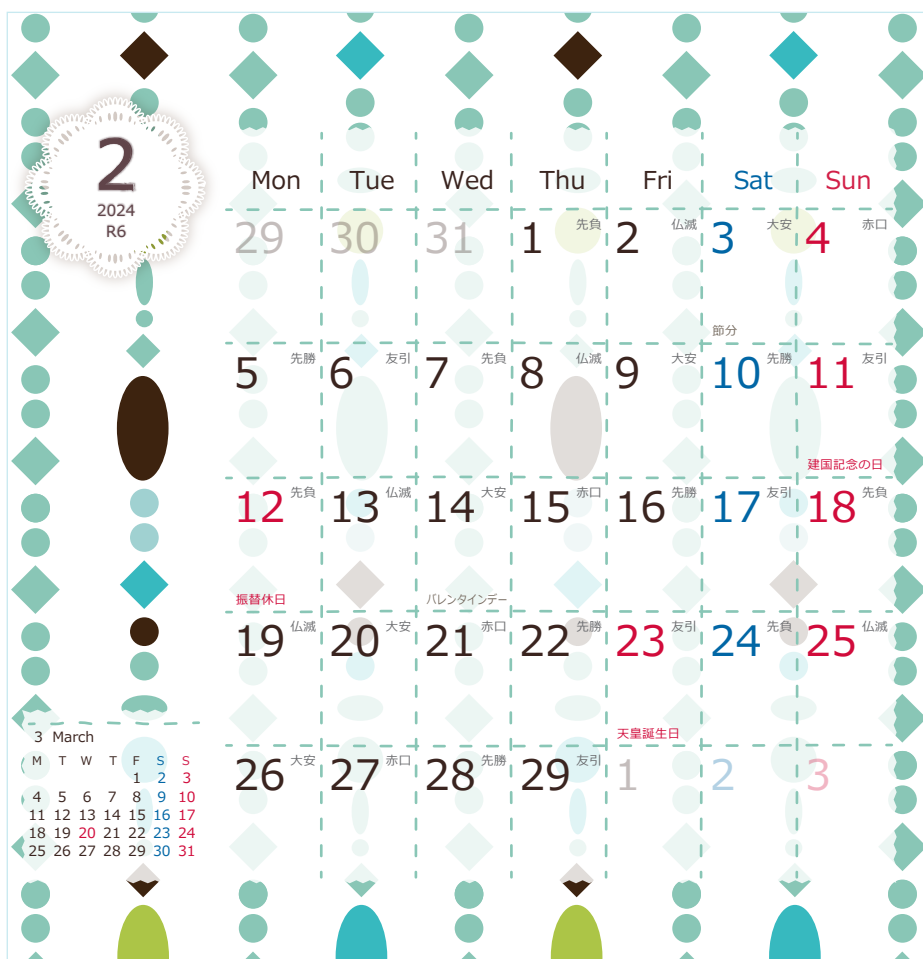 2
2024
R6
Mon Tue Wed Thu Fri Sat Sun
29 30 31 1 先負 2 仏滅 3 大安 4 赤口
節分
5 先勝 6 友引 7 先負 8 仏滅 9 大安 10 先勝 11 友引
建国記念の日
12 先負 13 仏滅 14 大安 15 赤口 16 先勝 17 友引 18 先負
振替休日 バレンタインデー
19 仏滅 20 大安 21 赤口 22 先勝 23 友引 24 先負 25 仏滅
天皇誕生日
26 大安 27 赤口 28 先勝 29 友引 1 2 3
3 March
M T W T F S S
1 2 3
4 5 6 7 8 9 10
11 12 13 14 15 16 17
18 19 20 21 22 23 24
25 26 27 28 29 30 31